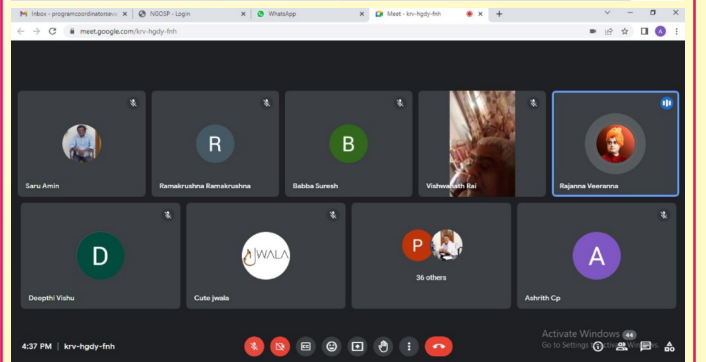 Inbox - programcoordinatorseva
NGOSP - Login
WhatsApp
Meet - krv-hgdy-fnh
meet.google.com/krv-hgdy-fnh
A
R
B
Saru Amin
Ramakrushna Ramakrushna
Babba Suresh
Vishwanath Rai
Rajanna Veeranna
D
JWALA
P
36 others
A
Deepthi Vishu
Cute jwala
Ashrith Cp
Activate Windows
44
Go to Settings to activate Windows.
4:37 PM | krv-hgdy-fnh